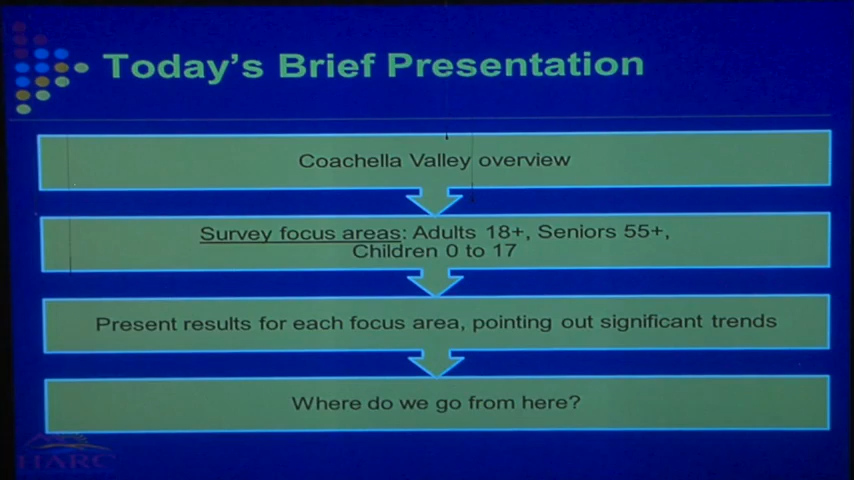 Today's Brief Presentation
Coachella Valley overview
Survey focus areas: Adults 18+, Seniors 55+,
Children 0 to 17
Present results for each focus area, pointing out significant trends
Where do we go from here?
HARC